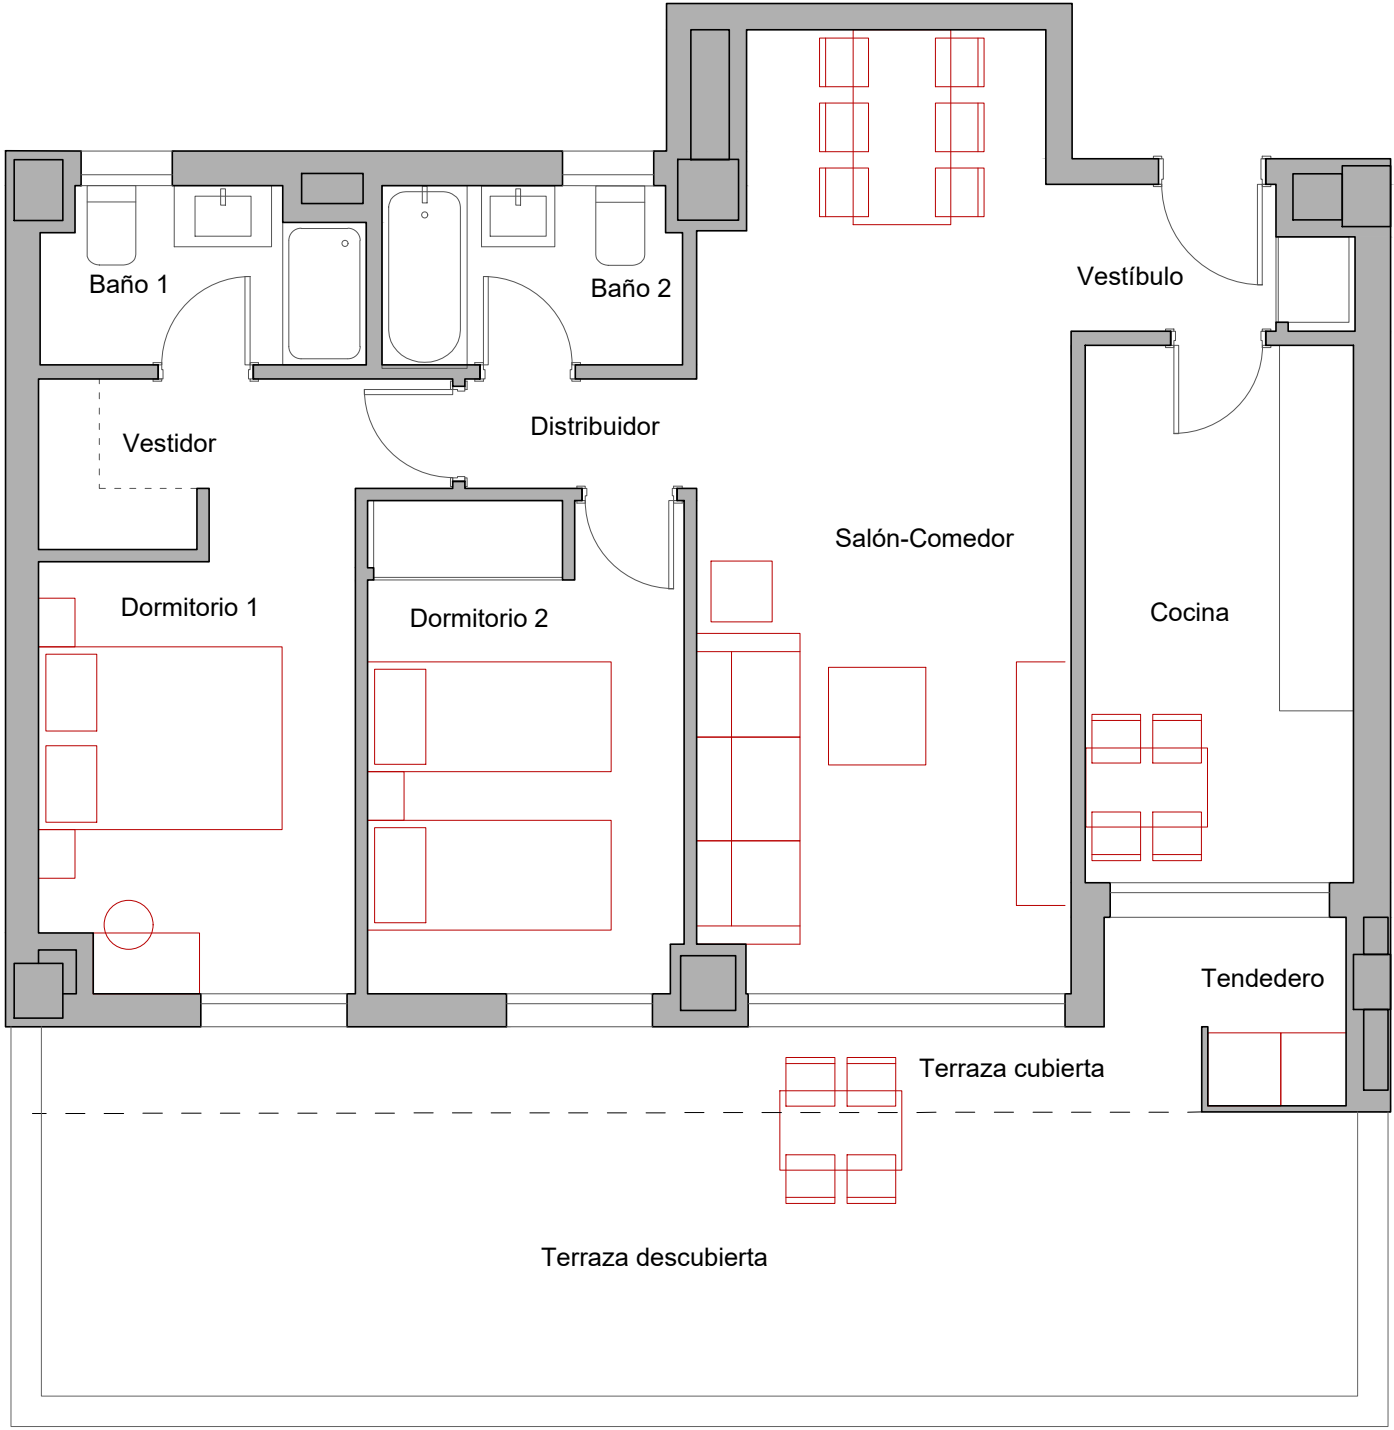 Vestíbulo
Baño 1
Baño 2
Distribuidor
Vestidor
Salón-Comedor
Dormitorio 1
Dormitorio 2
Cocina
Tendedero
Terraza cubierta
Terraza descubierta